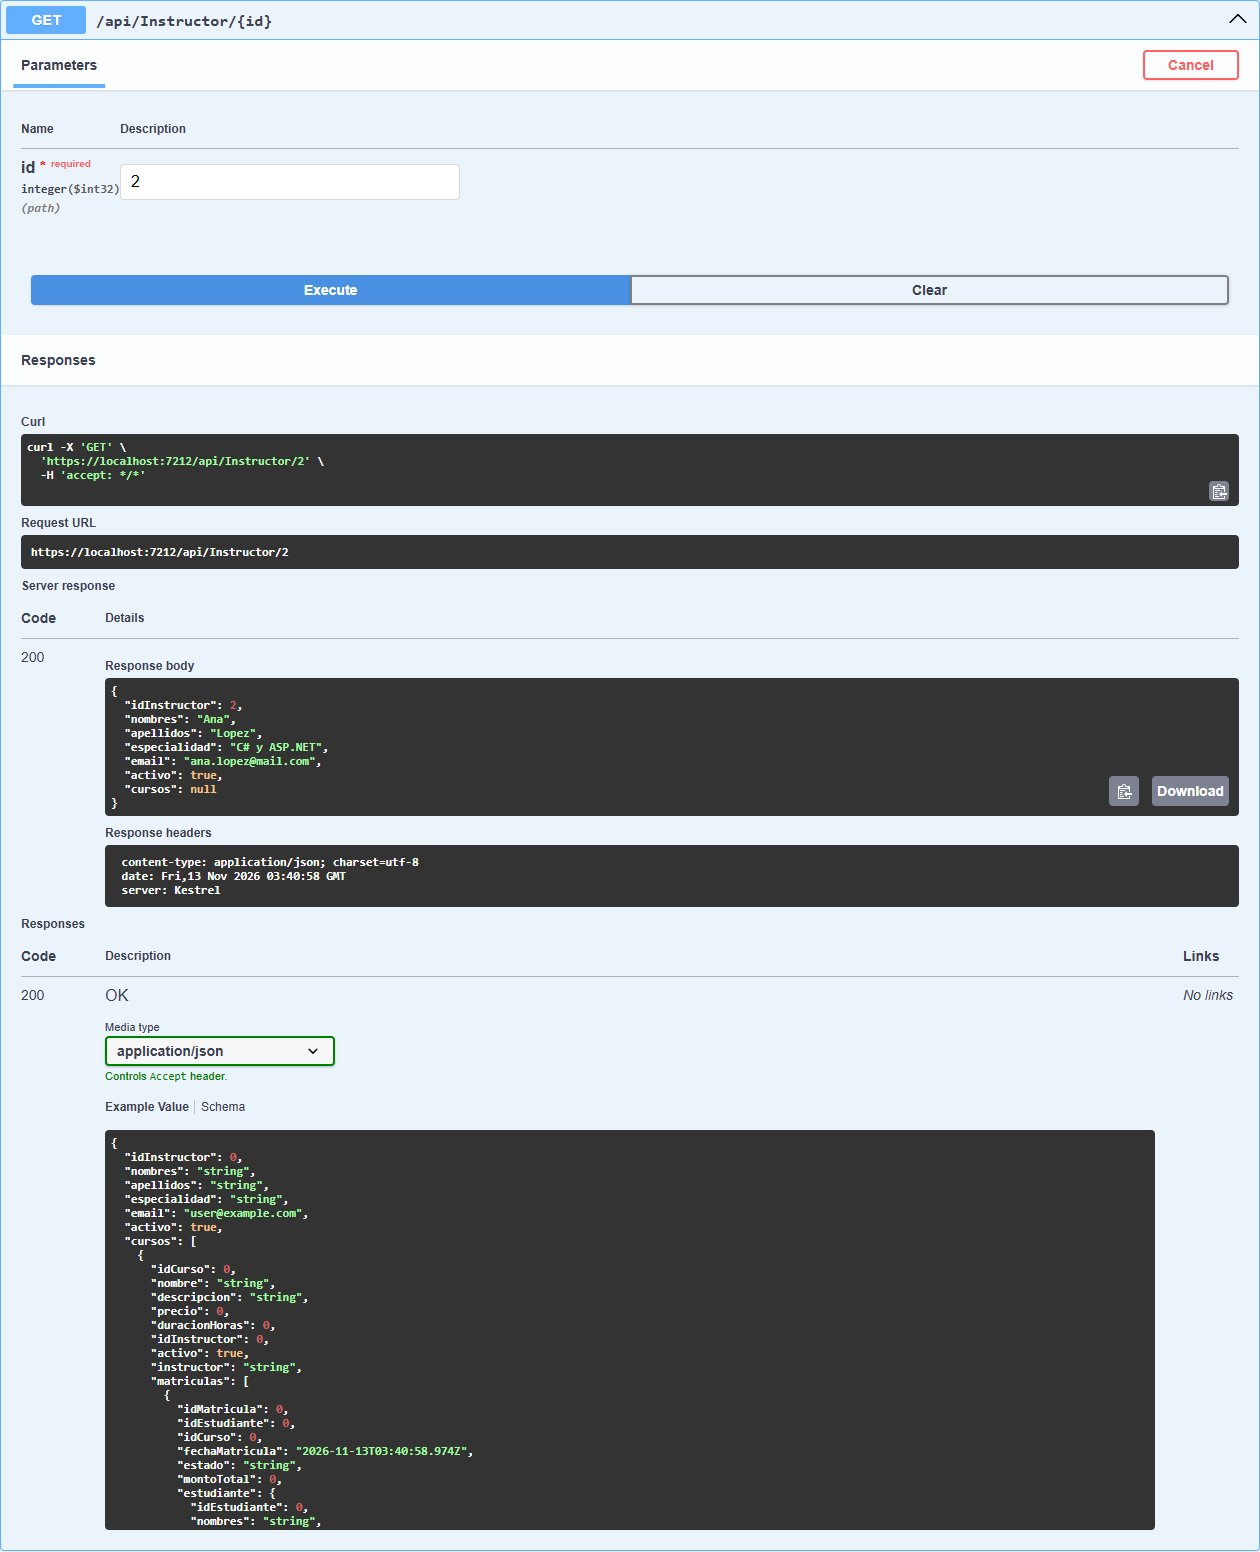 GET /api/Instructor/{id}
Parameters
Cancel
Name Description
id * required
integer($int32)
(path)
2
Execute Clear
Responses
Curl
curl -X 'GET' \
  'https://localhost:7212/api/Instructor/2' \
  -H 'accept: */*'
Request URL
https://localhost:7212/api/Instructor/2
Server response
Code Details
200
Response body
{
  "idInstructor": 2,
  "nombres": "Ana",
  "apellidos": "Lopez",
  "especialidad": "C# y ASP.NET",
  "email": "ana.lopez@mail.com",
  "activo": true,
  "cursos": null
}
Download
Response headers
content-type: application/json; charset=utf-8
date: Fri,13 Nov 2026 03:40:58 GMT
server: Kestrel
Responses
Code Description Links
200 OK No links
Media type
application/json
Controls Accept header.
Example Value Schema
{
  "idInstructor": 0,
  "nombres": "string",
  "apellidos": "string",
  "especialidad": "string",
  "email": "user@example.com",
  "activo": true,
  "cursos": [
    {
      "idCurso": 0,
      "nombre": "string",
      "descripcion": "string",
      "precio": 0,
      "duracionHoras": 0,
      "idInstructor": 0,
      "activo": true,
      "instructor": "string",
      "matriculas": [
        {
          "idMatricula": 0,
          "idEstudiante": 0,
          "idCurso": 0,
          "fechaMatricula": "2026-11-13T03:40:58.974Z",
          "estado": "string",
          "montoTotal": 0,
          "estudiante": {
            "idEstudiante": 0,
            "nombres": "string",